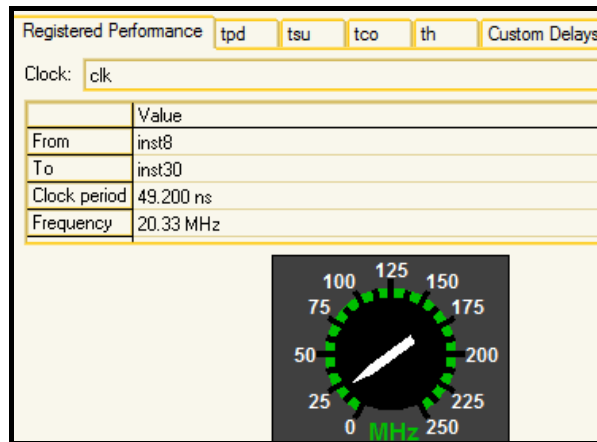 Registered Performance tpd tsu tco th Custom Delays
Clock: clk
Value
From inst8
To inst30
Clock period 49.200 ns
Frequency 20.33 MHz
125
100 150
75 175
50 200
25 225
0 MHz 250